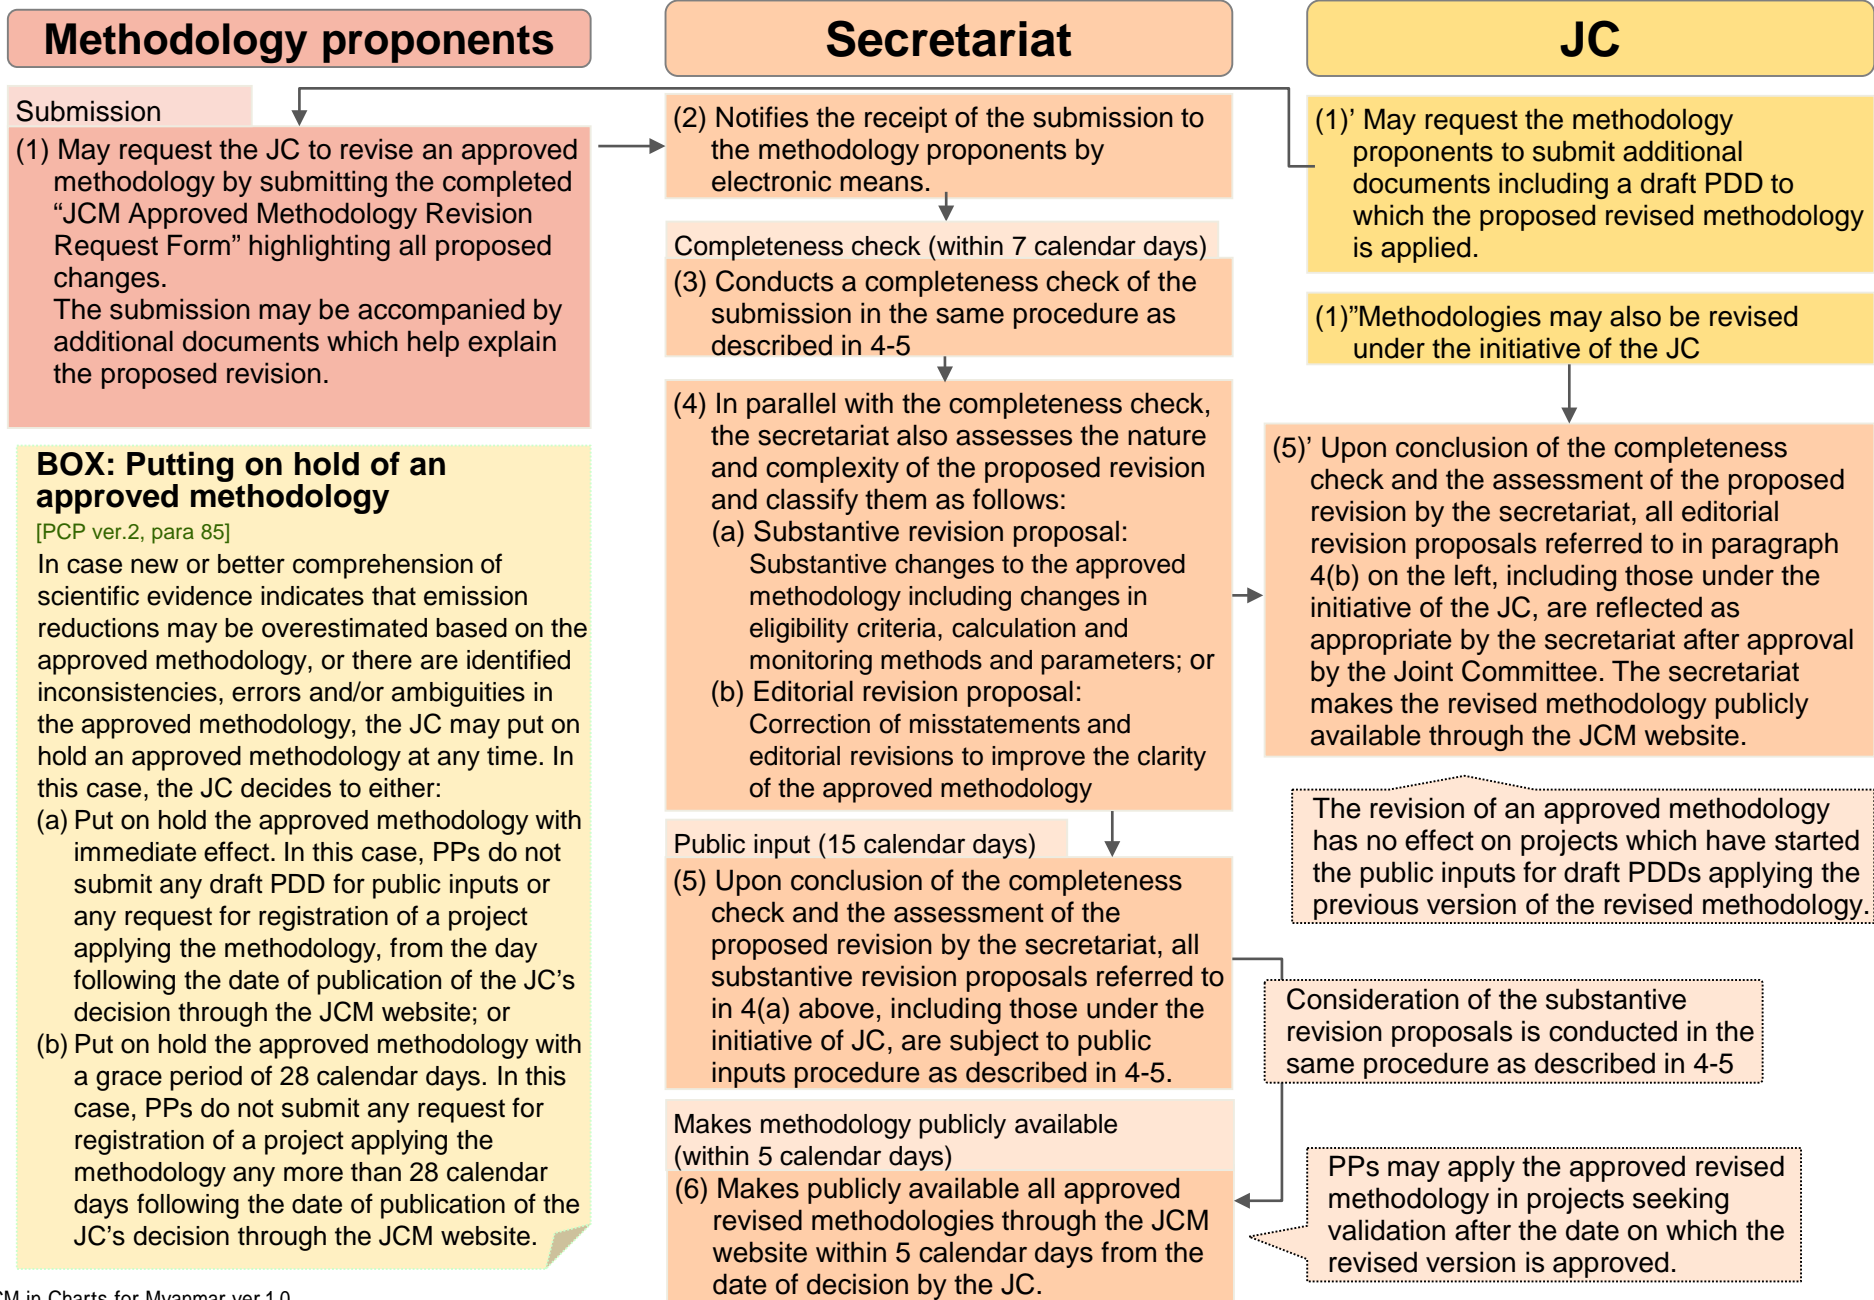 Methodology proponents
Submission
(1) May request the JC to revise an approved
methodology by submitting the completed
“JCM Approved Methodology Revision
Request Form” highlighting all proposed
changes.
The submission may be accompanied by
additional documents which help explain
the proposed revision.
BOX: Putting on hold of an
approved methodology
[PCP ver.2, para 85]
In case new or better comprehension of
scientific evidence indicates that emission
reductions may be overestimated based on the
approved methodology, or there are identified
inconsistencies, errors and/or ambiguities in
the approved methodology, the JC may put on
hold an approved methodology at any time. In
this case, the JC decides to either:
(a) Put on hold the approved methodology with
immediate effect. In this case, PPs do not
submit any draft PDD for public inputs or
any request for registration of a project
applying the methodology, from the day
following the date of publication of the JC’s
decision through the JCM website; or
(b) Put on hold the approved methodology with
a grace period of 28 calendar days. In this
case, PPs do not submit any request for
registration of a project applying the
methodology any more than 28 calendar
days following the date of publication of the
JC’s decision through the JCM website.
Secretariat
(2) Notifies the receipt of the submission to
the methodology proponents by
electronic means.
Completeness check (within 7 calendar days)
(3) Conducts a completeness check of the
submission in the same procedure as
described in 4-5
(4) In parallel with the completeness check,
the secretariat also assesses the nature
and complexity of the proposed revision
and classify them as follows:
(a) Substantive revision proposal:
Substantive changes to the approved
methodology including changes in
eligibility criteria, calculation and
monitoring methods and parameters; or
(b) Editorial revision proposal:
Correction of misstatements and
editorial revisions to improve the clarity
of the approved methodology
Public input (15 calendar days)
(5) Upon conclusion of the completeness
check and the assessment of the
proposed revision by the secretariat, all
substantive revision proposals referred to
in 4(a) above, including those under the
initiative of JC, are subject to public
inputs procedure as described in 4-5.
Makes methodology publicly available
(within 5 calendar days)
(6) Makes publicly available all approved
revised methodologies through the JCM
website within 5 calendar days from the
date of decision by the JC.
JC
(1)’ May request the methodology
proponents to submit additional
documents including a draft PDD to
which the proposed revised methodology
is applied.
(1)”Methodologies may also be revised
under the initiative of the JC
(5)’ Upon conclusion of the completeness
check and the assessment of the proposed
revision by the secretariat, all editorial
revision proposals referred to in paragraph
4(b) on the left, including those under the
initiative of the JC, are reflected as
appropriate by the secretariat after approval
by the Joint Committee. The secretariat
makes the revised methodology publicly
available through the JCM website.
The revision of an approved methodology
has no effect on projects which have started
the public inputs for draft PDDs applying the
previous version of the revised methodology.
Consideration of the substantive
revision proposals is conducted in the
same procedure as described in 4-5
PPs may apply the approved revised
methodology in projects seeking
validation after the date on which the
revised version is approved.
CM in Charts for Myanmar ver.1.0